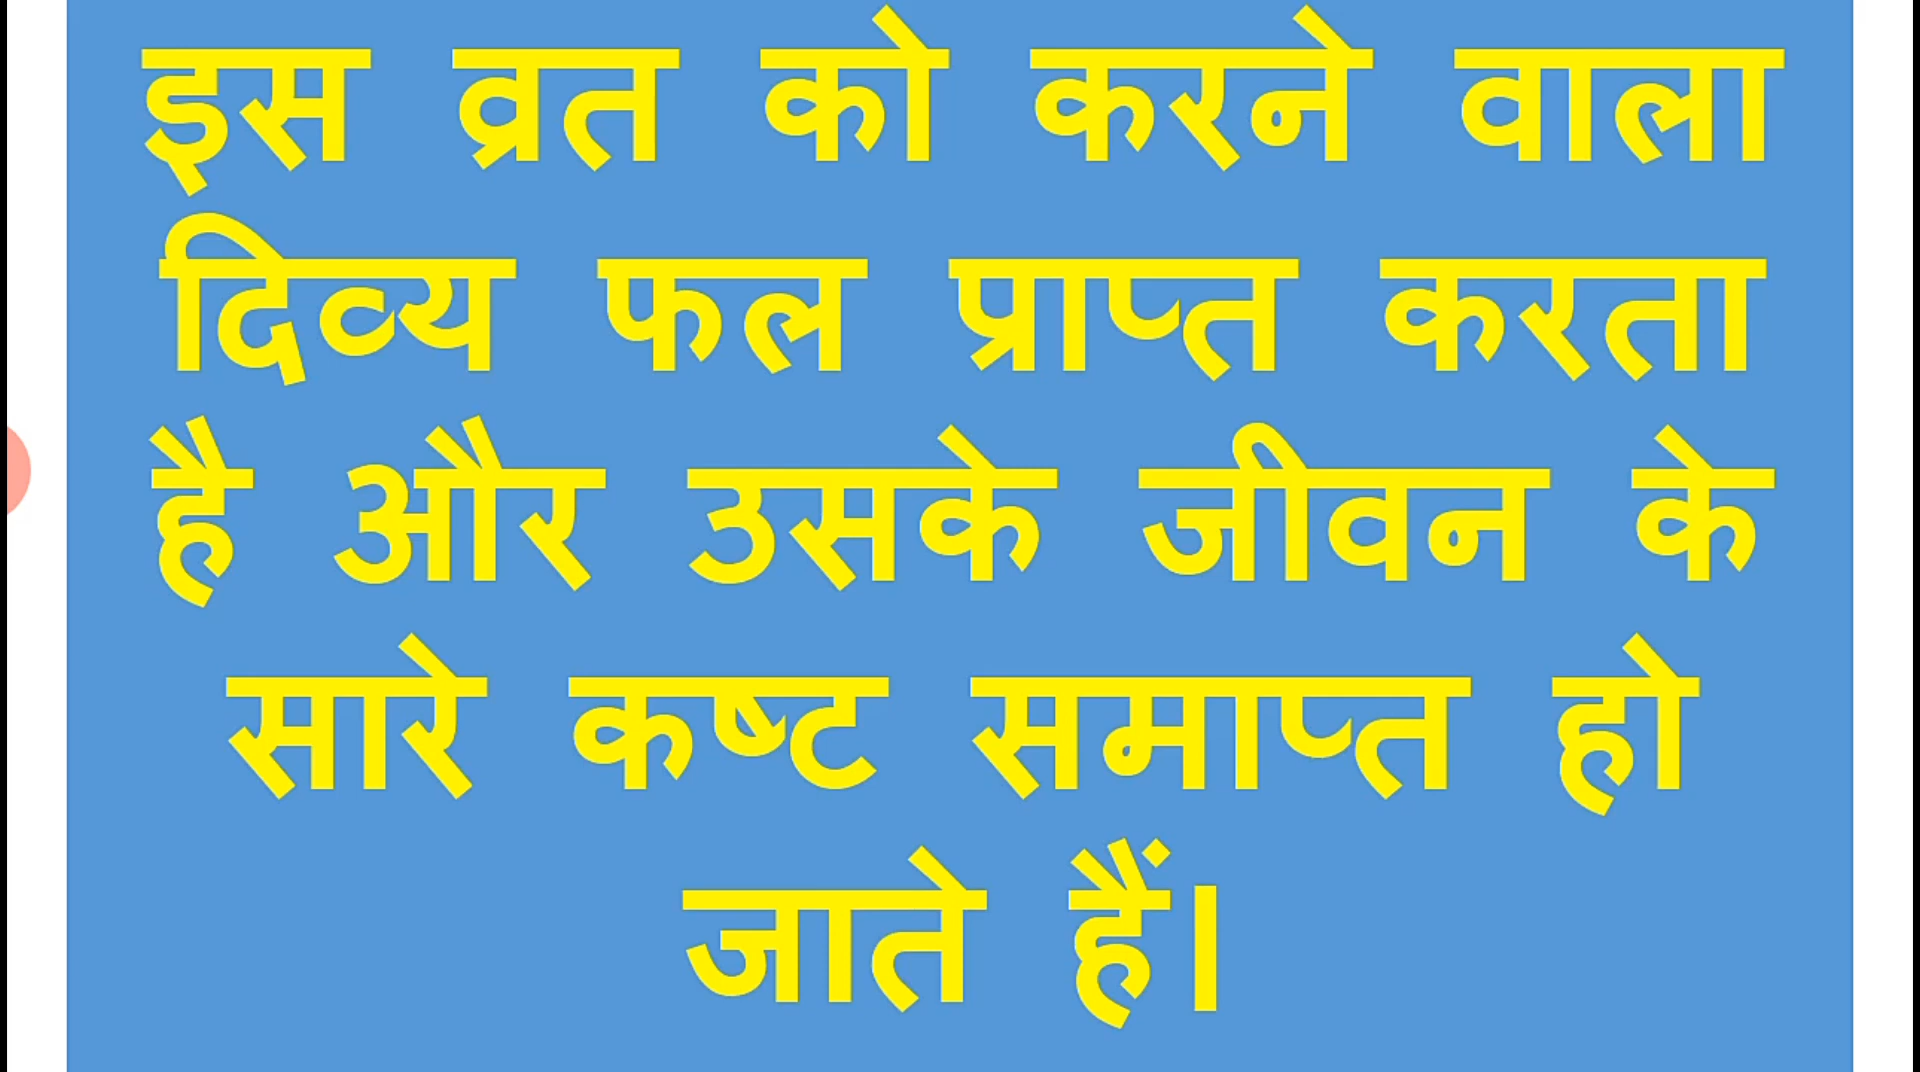 इस व्रत को करने वाला
दिव्य फल प्राप्त करता
है और उसके जीवन के
सारे कष्ट समाप्त हो
जाते हैं।